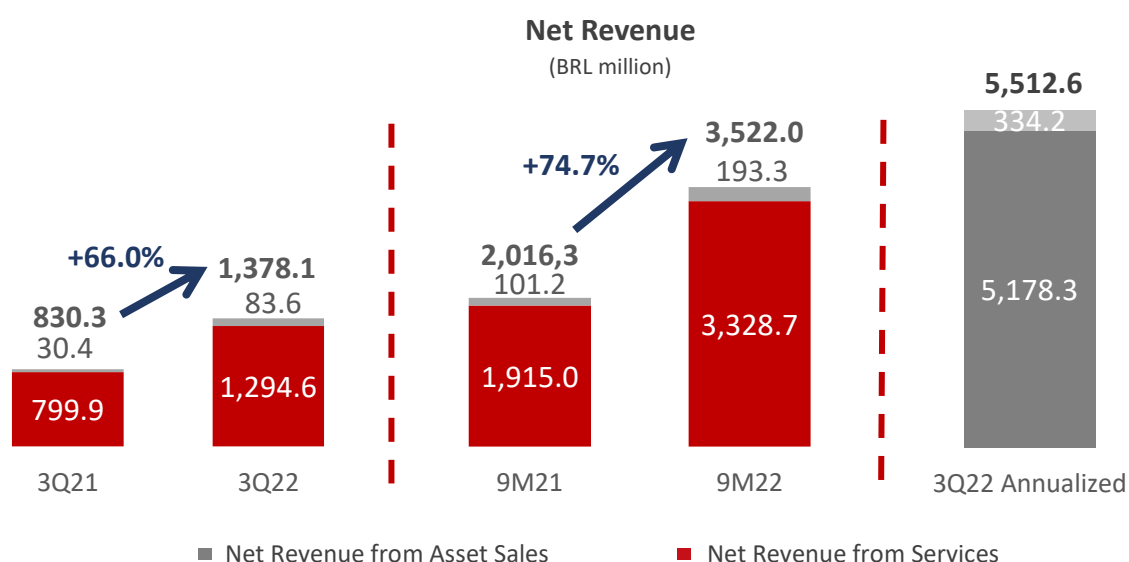 Net Revenue
(BRL million)
+66.0%
830.3
30.4
799.9
3Q21
1,378.1
83.6
1,294.6
3Q22
+74.7%
2,016,3
101.2
1,915.0
9M21
3,522.0
193.3
3,328.7
9M22
5,512.6
334.2
5,178.3
3Q22 Annualized
Net Revenue from Asset Sales
Net Revenue from Services